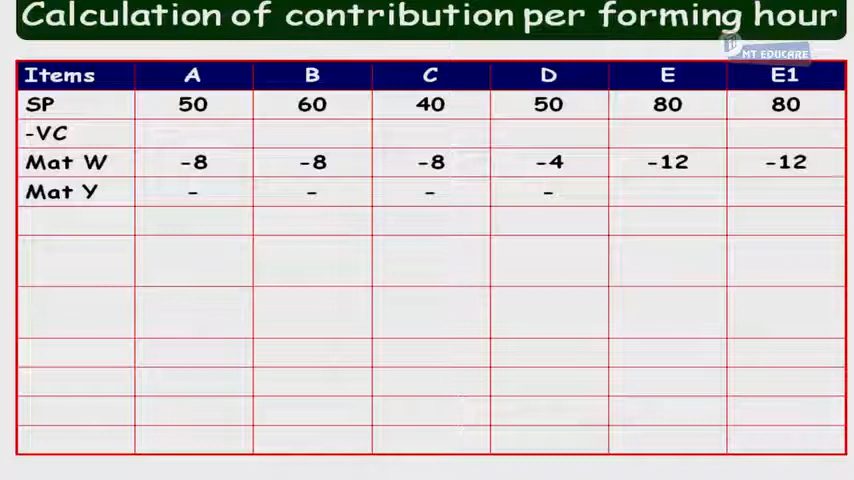 Calculation of contribution per forming hour
MT EDUCARE
Items A B C D E E1
SP 50 60 40 50 80 80
-VC
Mat W -8 -8 -8 -4 -12 -12
Mat Y - - - -